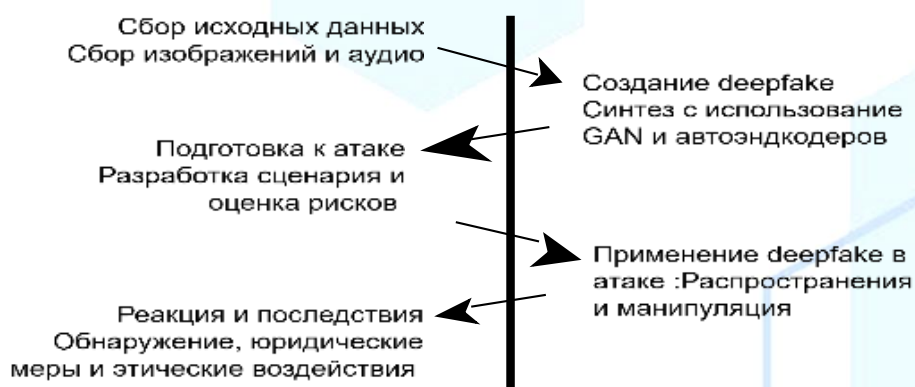 Сбор исходных данных
Сбор изображений и аудио
Создание deepfake
Синтез с использование
GAN и автоэндкодеров
Подготовка к атаке
Разработка сценария и
оценка рисков
Применение deepfake в
атаке :Распространения
и манипуляция
Реакция и последствия
Обнаружение, юридические
меры и этические воздействия